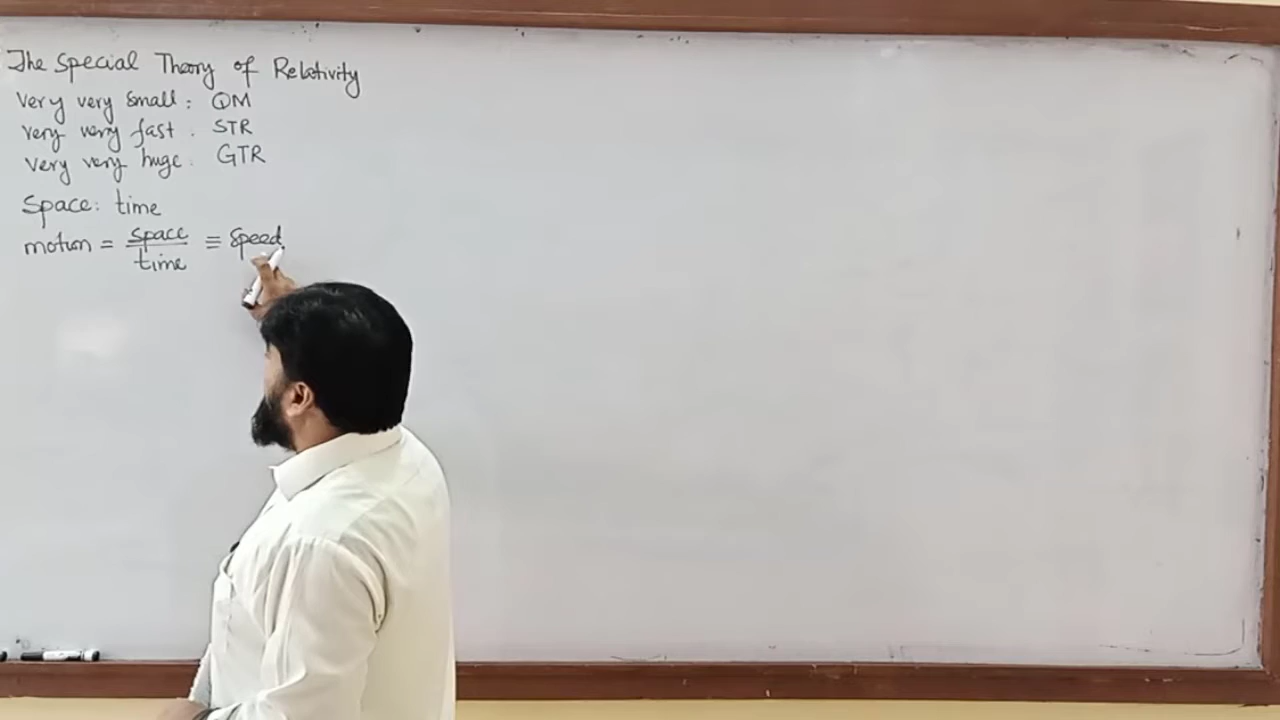 The Special Theory of Relativity
Very very small: QM
Very very fast: STR
Very very huge: GTR
Space: time
motion = space/time ≡ speed